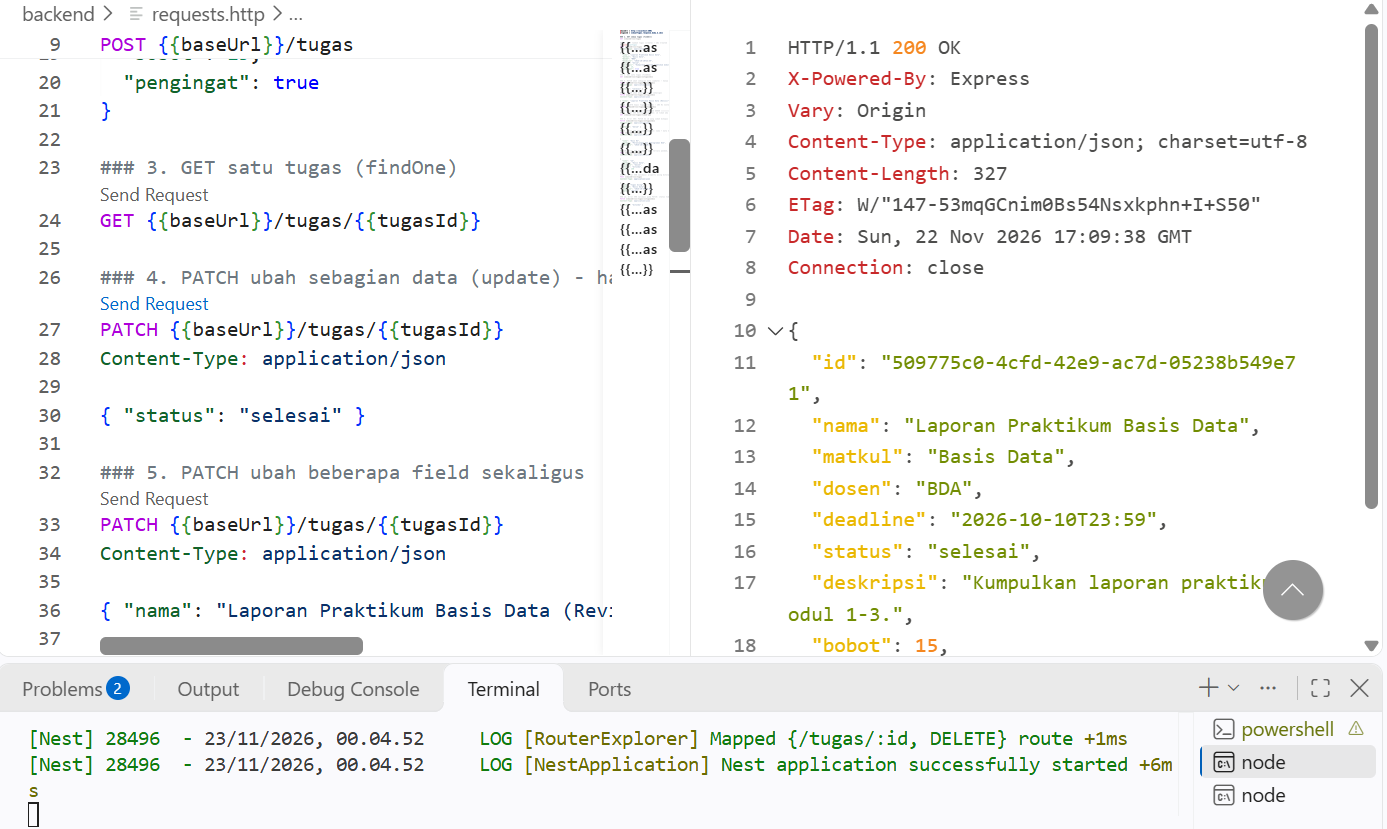 backend > requests.http > ...
9 POST {{baseUrl}}/tugas
20 "pengingat": true
21 }
22
23 ### 3. GET satu tugas (findOne)
Send Request
24 GET {{baseUrl}}/tugas/{{tugasId}}
25
26 ### 4. PATCH ubah sebagian data (update) - ha
Send Request
27 PATCH {{baseUrl}}/tugas/{{tugasId}}
28 Content-Type: application/json
29
30 { "status": "selesai" }
31
32 ### 5. PATCH ubah beberapa field sekaligus
Send Request
33 PATCH {{baseUrl}}/tugas/{{tugasId}}
34 Content-Type: application/json
35
36 { "nama": "Laporan Praktikum Basis Data (Revi
37
{{...as
{{...as
{{...}}
{{...}}
{{...}}
{{...}}
{{...da
{{...}}
{{...as
{{...as
{{...as
{{...}}
1 HTTP/1.1 200 OK
2 X-Powered-By: Express
3 Vary: Origin
4 Content-Type: application/json; charset=utf-8
5 Content-Length: 327
6 ETag: W/"147-53mqGCnim0Bs54Nsxkphn+I+S50"
7 Date: Sun, 22 Nov 2026 17:09:38 GMT
8 Connection: close
9
10 {
11 "id": "509775c0-4cfd-42e9-ac7d-05238b549e7
1",
12 "nama": "Laporan Praktikum Basis Data",
13 "matkul": "Basis Data",
14 "dosen": "BDA",
15 "deadline": "2026-10-10T23:59",
16 "status": "selesai",
17 "deskripsi": "Kumpulkan laporan praktik
odul 1-3.",
18 "bobot": 15,
Problems 2 Output Debug Console Terminal Ports
[Nest] 28496 - 23/11/2026, 00.04.52 LOG [RouterExplorer] Mapped {/tugas/:id, DELETE} route +1ms
[Nest] 28496 - 23/11/2026, 00.04.52 LOG [NestApplication] Nest application successfully started +6m
s
powershell
node
node